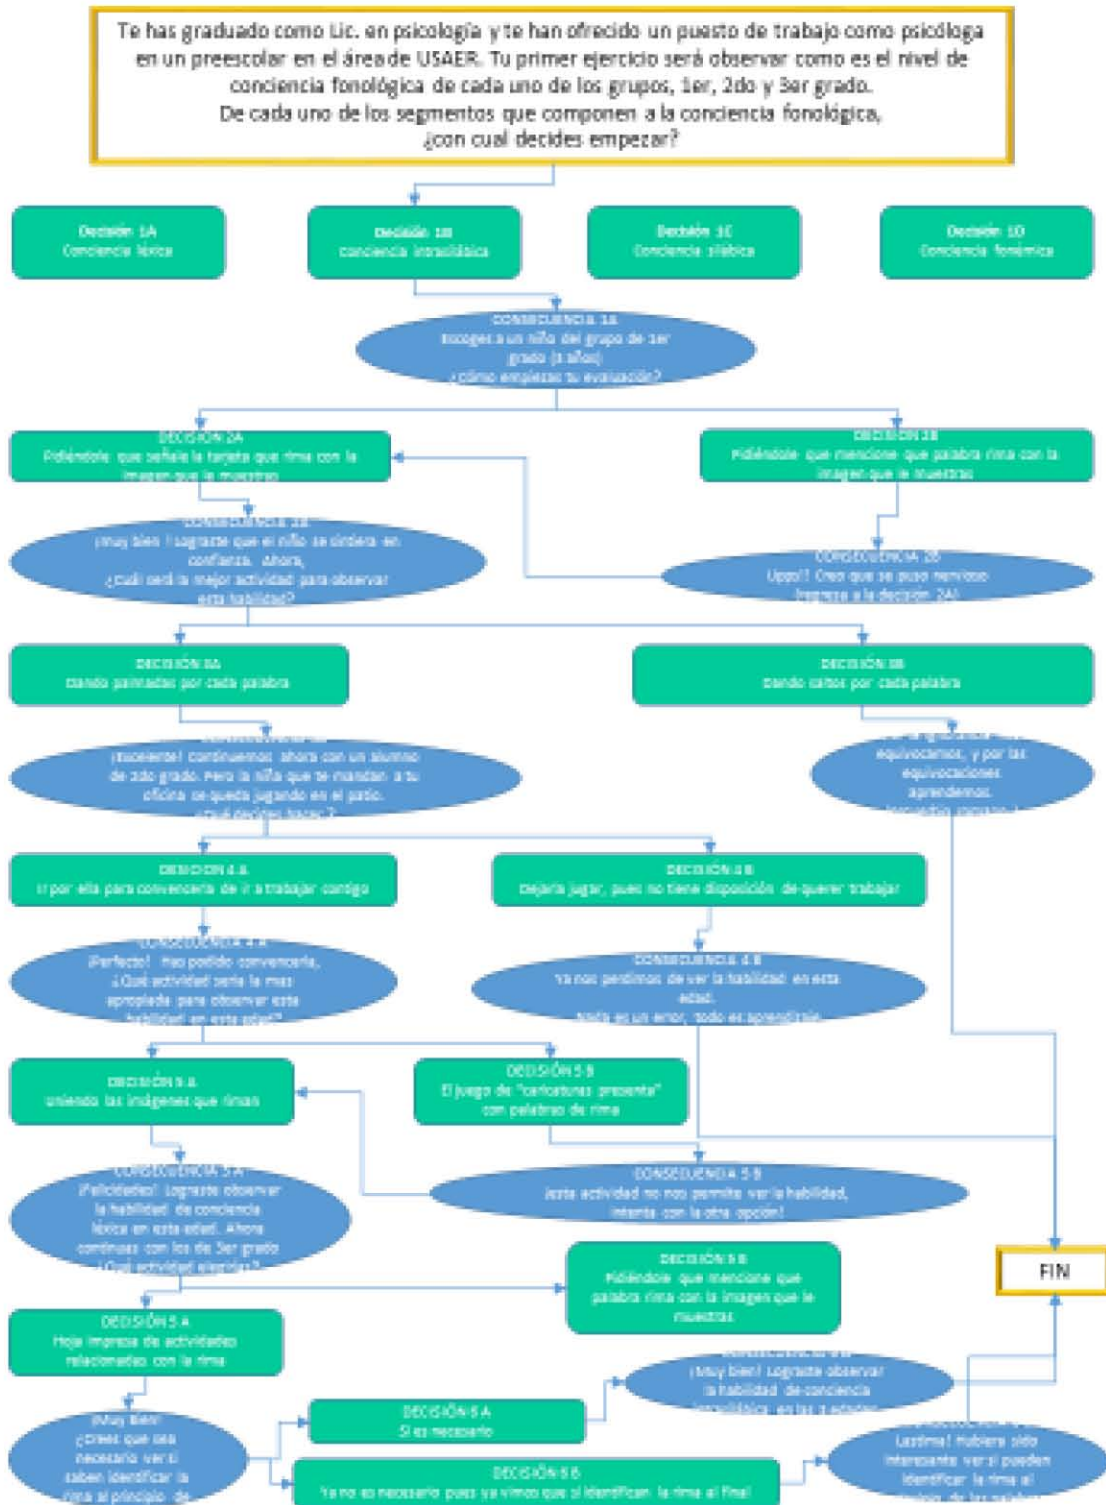 Te has graduado como Lic. en psicología y te han ofrecido un puesto de trabajo como psicóloga
en un preescolar en el área de USAER. Tu primer ejercicio será observar como es el nivel de
conciencia fonológica de cada uno de los grupos, 1er, 2do y 3er grado.
De cada uno de los segmentos que componen a la conciencia fonológica,
¿con cual decides empezar?
Decisión 1A
Conciencia léxica
Decisión 1B
Conciencia intrasilábica
Decisión 1C
Conciencia silábica
Decisión 1D
Conciencia fonémica
CONSECUENCIA 1A
Escoges a un niño del grupo de 1er
grado (3 años)
¿Cómo empiezas tu evaluación?
DECISIÓN 2A
Pidiéndole que señale la tarjeta que rima con la
imagen que le muestras
DECISIÓN 2B
Pidiéndole que mencione que palabra rima con la
imagen que le muestras
CONSECUENCIA
¡Muy bien! Lograste que el niño se sintiera en
confianza. Ahora,
¿Cuál será la mejor actividad para observar
esta habilidad?
CONSECUENCIA 2B
Upps!! Creo que se puso nervioso
(regresa a la decisión 2A)
DECISIÓN 3A
Dando palmadas por cada palabra
DECISIÓN 3B
Dando saltos por cada palabra
¡Excelente! Continuemos ahora con un alumno
de 2do grado. Pero la niña que te mandan a tu
oficina se queda jugando en el patio.
¿Qué decides hacer?
equivocamos, y por las
equivocaciones
aprendemos.
DECISION 4 A
Ir por ella para convencerla de ir a trabajar contigo
DECISIÓN 4 B
Dejarla jugar, pues no tiene disposición de querer trabajar
CONSECUENCIA 4 A
¡Perfecto! Has podido convencerla,
¿Qué actividad sería la mas
apropiada para observar esta
habilidad en esta edad?
CONSECUENCIA 4 B
Ya nos perdimos de ver la habilidad en esta
edad.
Nada es un error, todo es aprendizaje
DECISIÓN 5 A
Uniendo las imágenes que riman
DECISIÓN 5 B
El juego de "caricaturas presenta"
con palabras de rima
CONSECUENCIA 5 A
¡Felicidades! Lograste observar
la habilidad de conciencia
léxica en esta edad. Ahora
continuas con los de 3er grado
¿Qué actividad elegirías?
CONSECUENCIA 5 B
¡esta actividad no nos permite ver la habilidad,
intenta con la otra opción!
DECISIÓN 5 B
Pidiéndole que mencione que
palabra rima con la imagen que le
muestras
FIN
DECISIÓN 5 A
Hoja impresa de actividades
relacionadas con la rima
¡Muy bien! Lograste observar
la habilidad de conciencia
intrasilábica en las 3 edades
¡Muy bien!
¿Crees que sea
necesario ver si
saben identificar la
rima al principio de
DECISIÓN 6 A
Si es necesario
DECISIÓN 6 B
Ya no es necesario pues ya vimos que si identifican la rima al final
Lastima! Hubiera sido
interesante ver si pueden
identificar la rima al